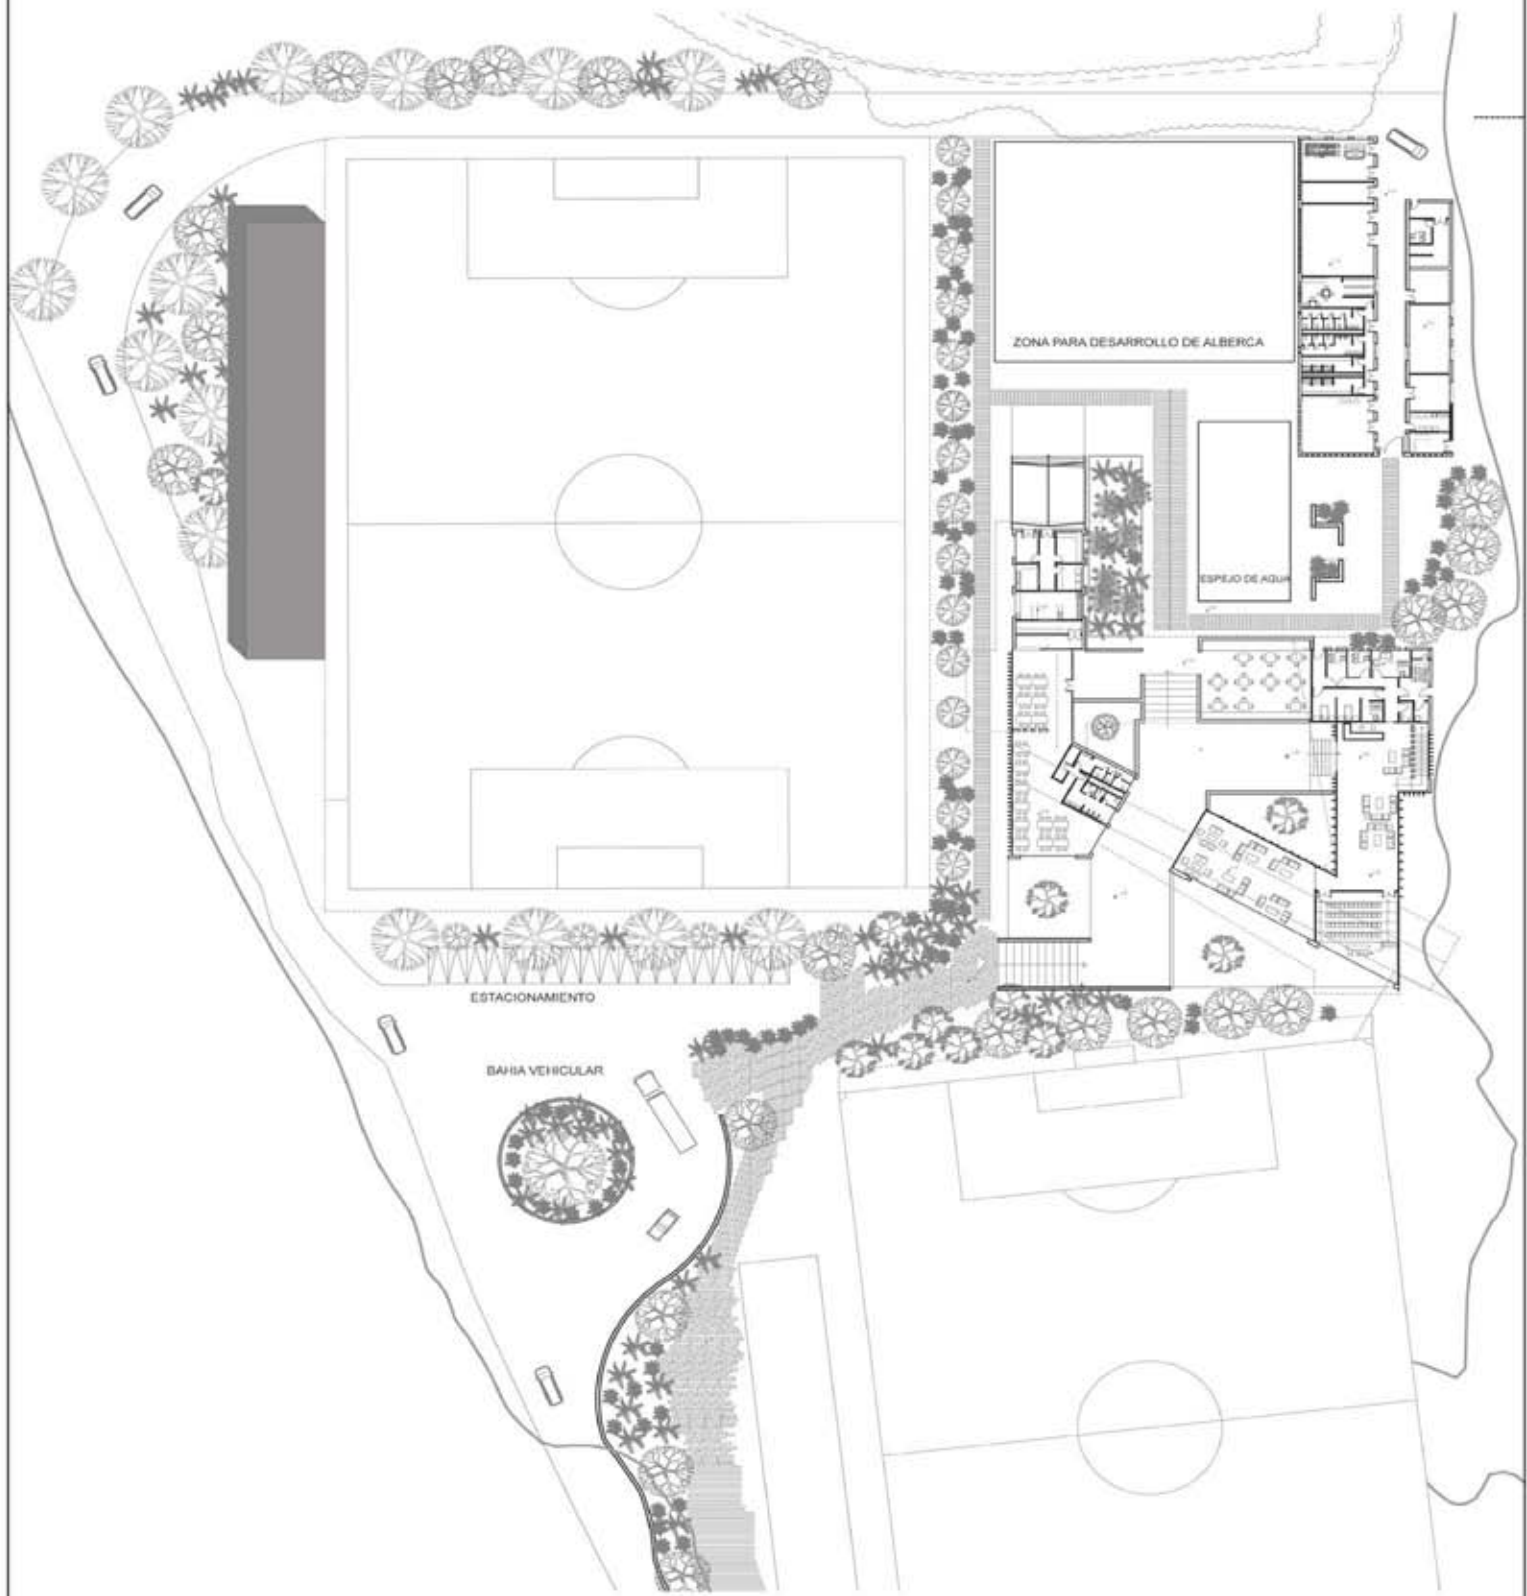 ZONA PARA DESARROLLO DE ALBERCA
ESPEJO DE AGUA
ESTACIONAMIENTO
BAHIA VEHICULAR